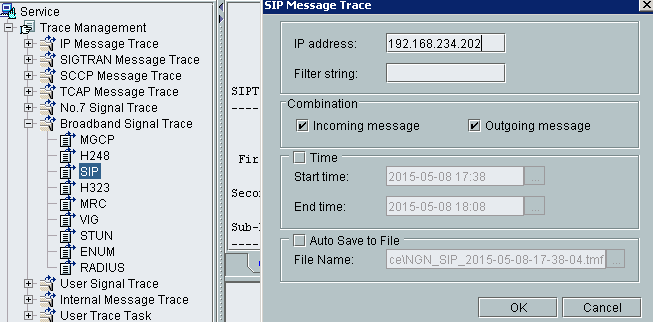 Service
Trace Management
IP Message Trace
SIGTRAN Message Trace
SCCP Message Trace
TCAP Message Trace
No.7 Signal Trace
Broadband Signal Trace
MGCP
H248
SIP
H323
MRC
VIG
STUN
ENUM
RADIUS
User Signal Trace
Internal Message Trace
User Trace Task
SIPT
----
Fir
Secon
Sub-
----
SIP Message Trace
IP address: 192.168.234.202
Filter string:
Combination
Incoming message Outgoing message
Time
Start time: 2015-05-08 17:38 ...
End time: 2015-05-08 18:08 ...
Auto Save to File
File Name: ce\NGN_SIP_2015-05-08-17-38-04.tmf ...
OK Cancel